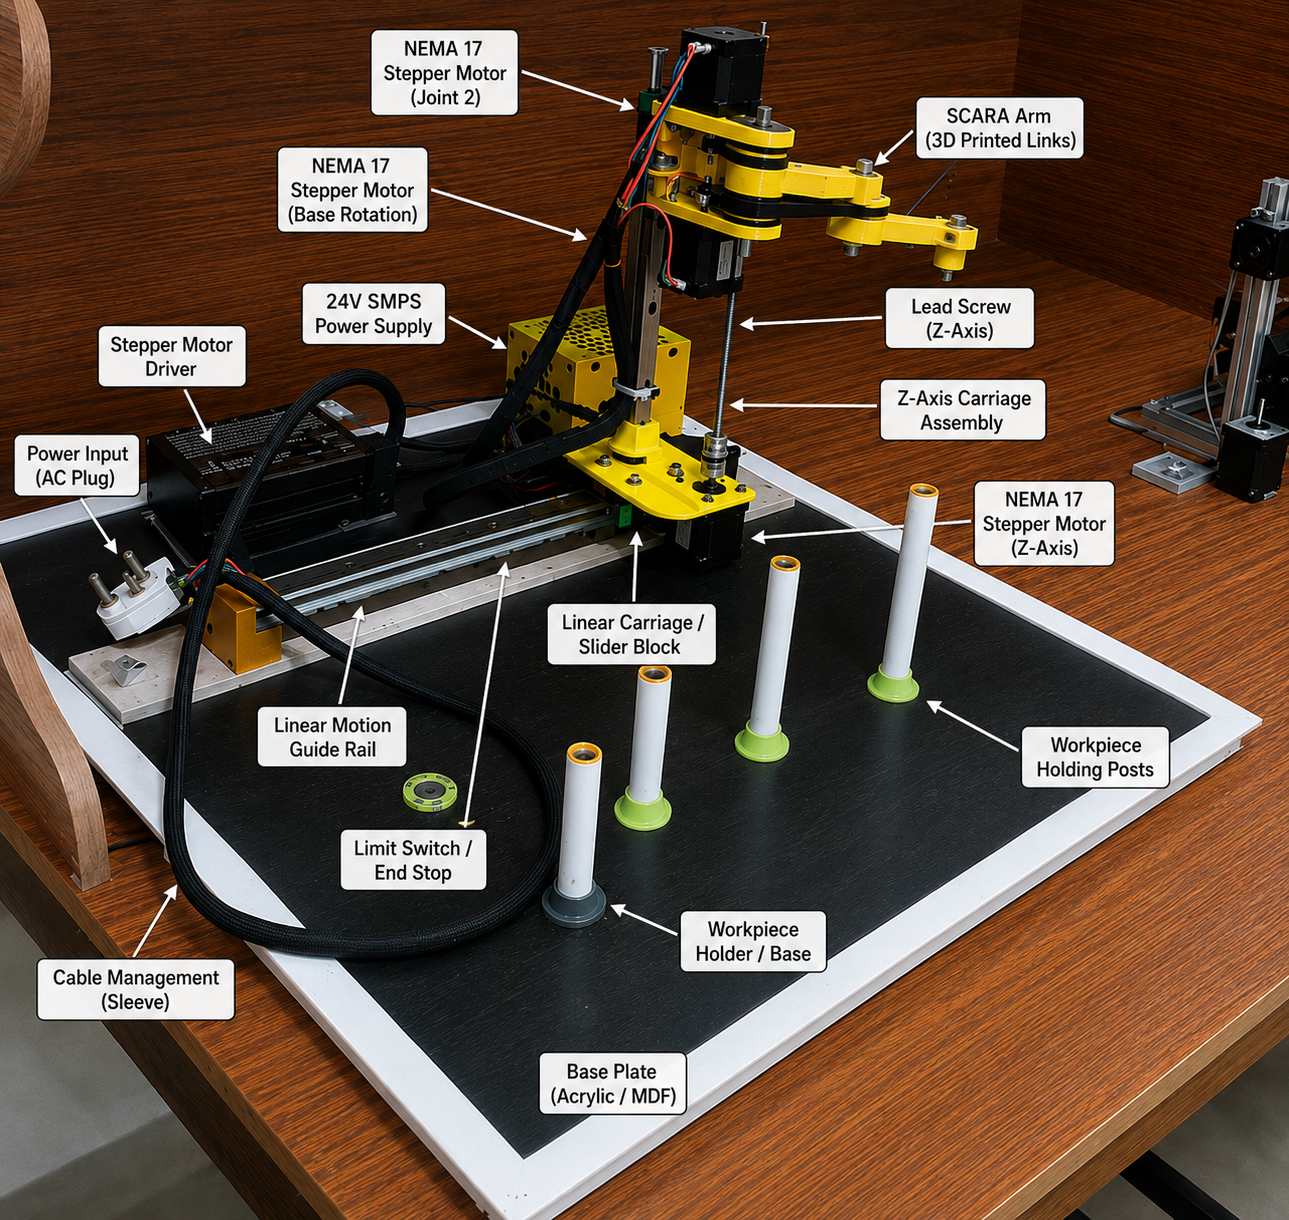 NEMA 17
Stepper Motor
(Joint 2)
SCARA Arm
(3D Printed Links)
NEMA 17
Stepper Motor
(Base Rotation)
24V SMPS
Power Supply
Lead Screw
(Z-Axis)
Stepper Motor
Driver
Z-Axis Carriage
Assembly
Power Input
(AC Plug)
NEMA 17
Stepper Motor
(Z-Axis)
Linear Carriage /
Slider Block
Linear Motion
Guide Rail
Workpiece
Holding Posts
Limit Switch /
End Stop
Workpiece
Holder / Base
Cable Management
(Sleeve)
Base Plate
(Acrylic / MDF)